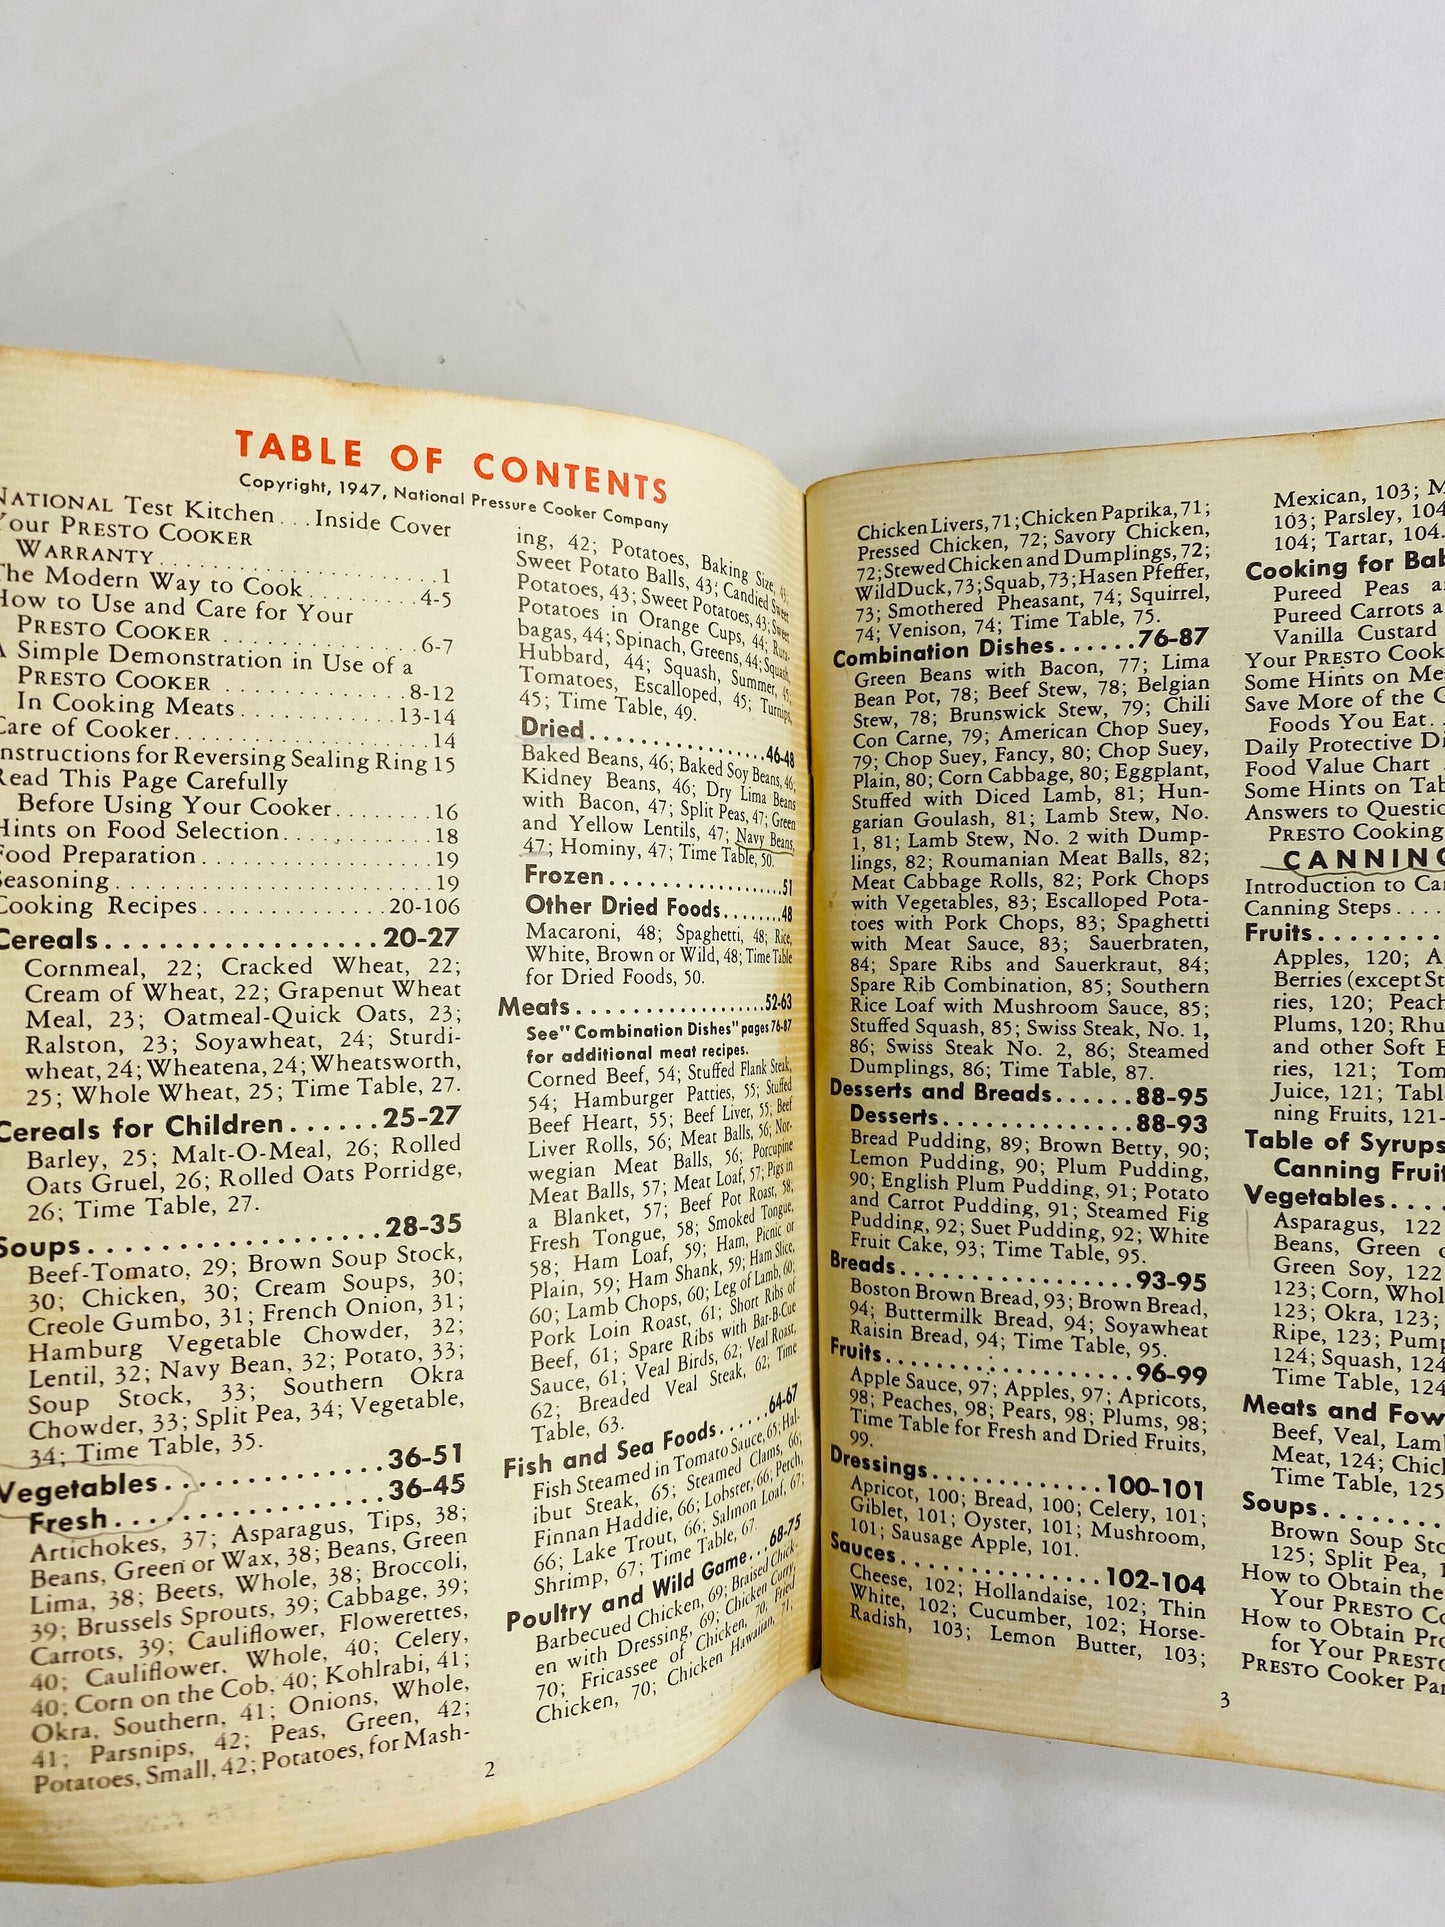 TABLE OF CONTENTS
Copyright, 1947, National Pressure Cooker Company
NATIONAL Test Kitchen...Inside Cover
Your PRESTO COOKER
WARRANTY.......................1
The Modern Way to Cook.........4-5
How to Use and Care for Your
PRESTO COOKER ................6-7
A Simple Demonstration in Use of a
PRESTO COOKER ..............8-12
In Cooking Meats............13-14
Care of Cooker.................14
Instructions for Reversing Sealing Ring 15
Read This Page Carefully
Before Using Your Cooker........16
Hints on Food Selection..........18
Food Preparation................19
Seasoning......................19
Cooking Recipes.............20-106
Cereals..................20-27
Cornmeal, 22; Cracked Wheat, 22;
Cream of Wheat, 22; Grapenut Wheat
Meal, 23; Oatmeal-Quick Oats, 23;
Ralston, 23; Soyawheat, 24; Sturdi-
wheat, 24; Wheatena, 24; Wheatsworth,
25; Whole Wheat, 25; Time Table, 27.
Cereals for Children......25-27
Barley, 25; Malt-O-Meal, 26; Rolled
Oats Gruel, 26; Rolled Oats Porridge,
26; Time Table, 27.
Soups....................28-35
Beef-Tomato, 29; Brown Soup Stock,
30; Chicken, 30; Cream Soups, 30;
Creole Gumbo, 31; French Onion, 31;
Hamburg Vegetable Chowder, 32;
Lentil, 32; Navy Bean, 32; Potato, 33;
Soup Stock, 33; Southern Okra
Chowder, 33; Split Pea, 34; Vegetable,
34; Time Table, 35.
Vegetables...............36-51
Fresh..................36-45
Artichokes, 37; Asparagus, Tips, 38;
Beans, Green or Wax, 38; Beans, Green
Lima, 38; Beets, Whole, 38; Broccoli,
39; Brussels Sprouts, 39; Cabbage, 39;
Carrots, 39; Cauliflower, Flowerettes,
40; Cauliflower, Whole, 40; Celery,
40; Corn on the Cob, 40; Kohlrabi, 41;
Okra, Southern, 41; Onions, Whole,
41; Parsnips, 42; Peas, Green, 42;
Potatoes, Small, 42; Potatoes, for Mash-
ing, 42; Potatoes, Baking Size, 43;
Sweet Potato Balls, 43; Candied Sweet
Potatoes, 43; Sweet Potatoes, 43; Sweet
Potatoes in Orange Cups, 44; Ruta-
bagas, 44; Spinach, Greens, 44; Squash,
Hubbard, 44; Squash, Summer, 45;
Tomatoes, Escalloped, 45; Turnips,
45; Time Table, 49.
Dried.................46-48
Baked Beans, 46; Baked Soy Beans, 46;
Kidney Beans, 46; Dry Lima Beans
with Bacon, 47; Split Peas, 47; Green
and Yellow Lentils, 47; Navy Beans,
47; Hominy, 47; Time Table, 50.
Frozen..................51
Other Dried Foods........48
Macaroni, 48; Spaghetti, 48; Rice,
White, Brown or Wild, 48; Time Table
for Dried Foods, 50.
Meats....................52-63
See "Combination Dishes" pages 76-87
for additional meat recipes.
Corned Beef, 54; Stuffed Flank Steak,
54; Hamburger Patties, 55; Stuffed
Beef Heart, 55; Beef Liver, 55; Beef
Liver Rolls, 56; Meat Balls, 56; Nor-
wegian Meat Balls, 56; Porcupine
Meat Balls, 57; Meat Loaf, 57; Pigs in
a Blanket, 57; Beef Pot Roast, 58;
Fresh Tongue, 58; Smoked Tongue,
58; Ham Loaf, 59; Ham, Picnic or
Plain, 59; Ham Shank, 59; Ham Slice,
60; Lamb Chops, 60; Leg of Lamb, 60;
Pork Loin Roast, 61; Short Ribs of
Beef, 61; Spare Ribs with Bar-B-Cue
Sauce, 61; Veal Birds, 62; Veal Roast,
62; Breaded Veal Steak, 62; Time
Table, 63.
Fish and Sea Foods......64-67
Fish Steamed in Tomato Sauce, 65; Hal-
ibut Steak, 65; Steamed Clams, 66;
Finnan Haddie, 66; Lobster, 66; Perch,
66; Lake Trout, 66; Salmon Loaf, 67;
Shrimp, 67; Time Table, 67.
Poultry and Wild Game...68-75
Barbecued Chicken, 69; Braised Chick-
en with Dressing, 69; Chicken Curry,
70; Fricassee of Chicken, 70, Fried
Chicken, 70; Chicken Hawaiian, 71;
2
Chicken Livers, 71; Chicken Paprika, 71;
Pressed Chicken, 72; Savory Chicken,
72; Stewed Chicken and Dumplings, 72;
Wild Duck, 73; Squab, 73; Hasen Pfeffer,
73; Smothered Pheasant, 74; Squirrel,
74; Venison, 74; Time Table, 75.
Combination Dishes......76-87
Green Beans with Bacon, 77; Lima
Bean Pot, 78; Beef Stew, 78; Belgian
Stew, 78; Brunswick Stew, 79; Chili
Con Carne, 79; American Chop Suey,
79; Chop Suey, Fancy, 80; Chop Suey,
Plain, 80; Corn Cabbage, 80; Eggplant,
Stuffed with Diced Lamb, 81; Hun-
garian Goulash, 81; Lamb Stew, No.
1, 81; Lamb Stew, No. 2 with Dump-
lings, 82; Roumanian Meat Balls, 82;
Meat Cabbage Rolls, 82; Pork Chops
with Vegetables, 83; Escalloped Pota-
toes with Pork Chops, 83; Spaghetti
with Meat Sauce, 83; Sauerbraten,
84; Spare Ribs and Sauerkraut, 84;
Spare Rib Combination, 85; Southern
Rice Loaf with Mushroom Sauce, 85;
Stuffed Squash, 85; Swiss Steak, No. 1,
86; Swiss Steak No. 2, 86; Steamed
Dumplings, 86; Time Table, 87.
Desserts and Breads......88-95
Desserts...............88-93
Bread Pudding, 89; Brown Betty, 90;
Lemon Pudding, 90; Plum Pudding,
90; English Plum Pudding, 91; Potato
and Carrot Pudding, 91; Steamed Fig
Pudding, 92; Suet Pudding, 92; White
Fruit Cake, 93; Time Table, 95.
Breads..................93-95
Boston Brown Bread, 93; Brown Bread,
94; Buttermilk Bread, 94; Soyawheat
Raisin Bread, 94; Time Table, 95.
Fruits..................96-99
Apple Sauce, 97; Apples, 97; Apricots,
98; Peaches, 98; Pears, 98; Plums, 98;
Time Table for Fresh and Dried Fruits,
99.
Dressings.............100-101
Apricot, 100; Bread, 100; Celery, 101;
Giblet, 101; Oyster, 101; Mushroom,
101; Sausage Apple, 101.
Sauces................102-104
Cheese, 102; Hollandaise, 102; Thin
White, 102; Cucumber, 102; Horse-
Radish, 103; Lemon Butter, 103;
Mexican, 103; M
103; Parsley, 104
104; Tartar, 104.
Cooking for Bab
Pureed Peas a
Pureed Carrots a
Vanilla Custard
Your PRESTO Cook
Some Hints on Me
Save More of the G
Foods You Eat..
Daily Protective Di
Food Value Chart
Some Hints on Tab
Answers to Questio
PRESTO Cooking
CANNING
Introduction to Ca
Canning Steps....
Fruits........
Apples, 120; A
Berries (except St
ries, 120; Peach
Plums, 120; Rhu
and other Soft B
ries, 121; Tom
Juice, 121; Tabl
ning Fruits, 121-
Table of Syrups
Canning Fruit
Vegetables....
Asparagus, 122
Beans, Green o
Green Soy, 122
123; Corn, Whol
123; Okra, 123;
Ripe, 123; Pump
124; Squash, 124
Time Table, 124
Meats and Fow
Beef, Veal, Lam
Meat, 124; Chick
Time Table, 125
Soups........
Brown Soup Sto
125; Split Pea, 1
How to Obtain the
Your PRESTO Co
How to Obtain Pro
for Your PRESTO
PRESTO Cooker Par
3